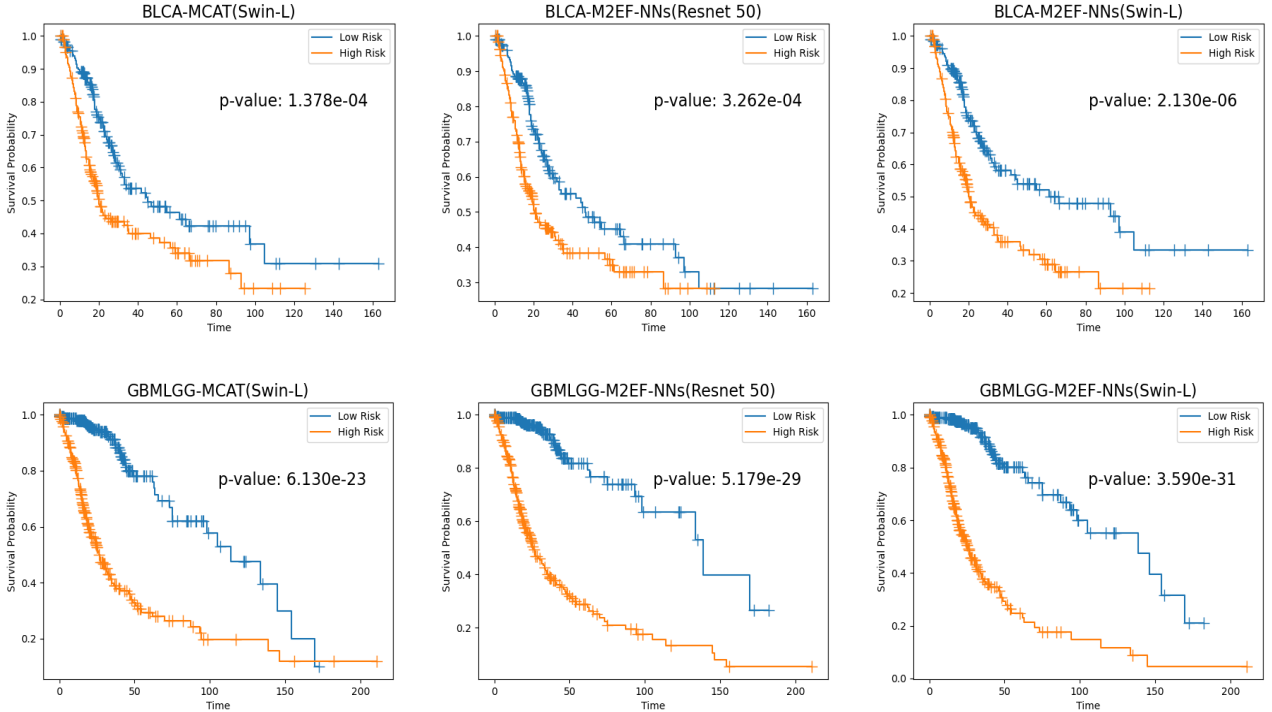 BLCA-MCAT(Swin-L)
Low Risk
High Risk
p-value: 1.378e-04
Survival Probability
1.0
0.9
0.8
0.7
0.6
0.5
0.4
0.3
0.2
0 20 40 60 80 100 120 140 160
Time
BLCA-M2EF-NNs(Resnet 50)
Low Risk
High Risk
p-value: 3.262e-04
Survival Probability
1.0
0.9
0.8
0.7
0.6
0.5
0.4
0.3
0 20 40 60 80 100 120 140 160
Time
BLCA-M2EF-NNs(Swin-L)
Low Risk
High Risk
p-value: 2.130e-06
Survival Probability
1.0
0.9
0.8
0.7
0.6
0.5
0.4
0.3
0.2
0 20 40 60 80 100 120 140 160
Time
GBMLGG-MCAT(Swin-L)
Low Risk
High Risk
p-value: 6.130e-23
Survival Probability
1.0
0.8
0.6
0.4
0.2
0 50 100 150 200
Time
GBMLGG-M2EF-NNs(Resnet 50)
Low Risk
High Risk
p-value: 5.179e-29
Survival Probability
1.0
0.8
0.6
0.4
0.2
0 50 100 150 200
Time
GBMLGG-M2EF-NNs(Swin-L)
Low Risk
High Risk
p-value: 3.590e-31
Survival Probability
1.0
0.8
0.6
0.4
0.2
0.0
0 50 100 150 200
Time